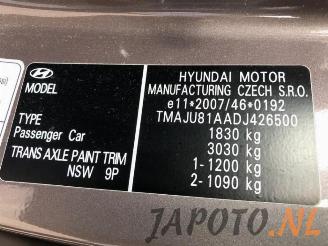 HYUNDAI MOTOR
MANUFACTURING CZECH S.R.O.
MODEL
e11*2007/46*0192
TMAJU81AADJ426500
TYPE
1830 kg
Passenger Car
3030 kg
TRANS AXLE PAINT TRIM
1-1200 kg
NSW 9P
2-1090 kg
JAPOTO.NL